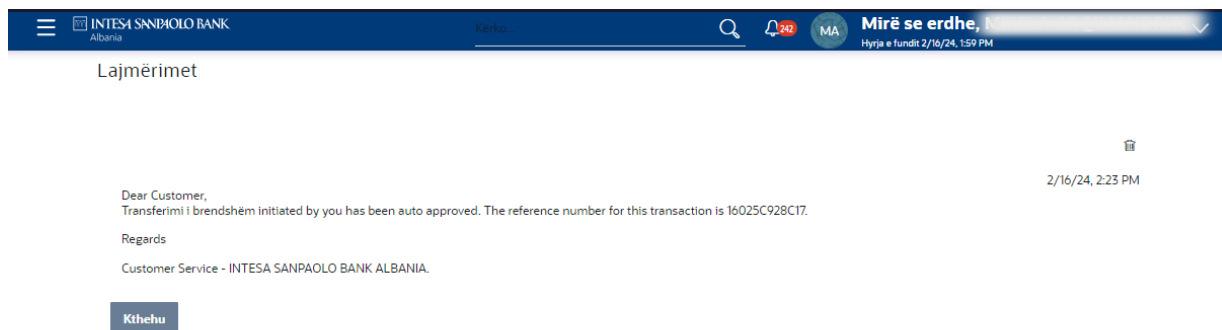 INTESA SANPAOLO BANK
Albania
Kërko...
242
MA
Mirë se erdhe,
Hyrja e fundit 2/16/24, 1:59 PM
Lajmërimet
2/16/24, 2:23 PM
Dear Customer,
Transferimi i brendshëm initiated by you has been auto approved. The reference number for this transaction is 16025C928C17.
Regards
Customer Service - INTESA SANPAOLO BANK ALBANIA.
Kthehu